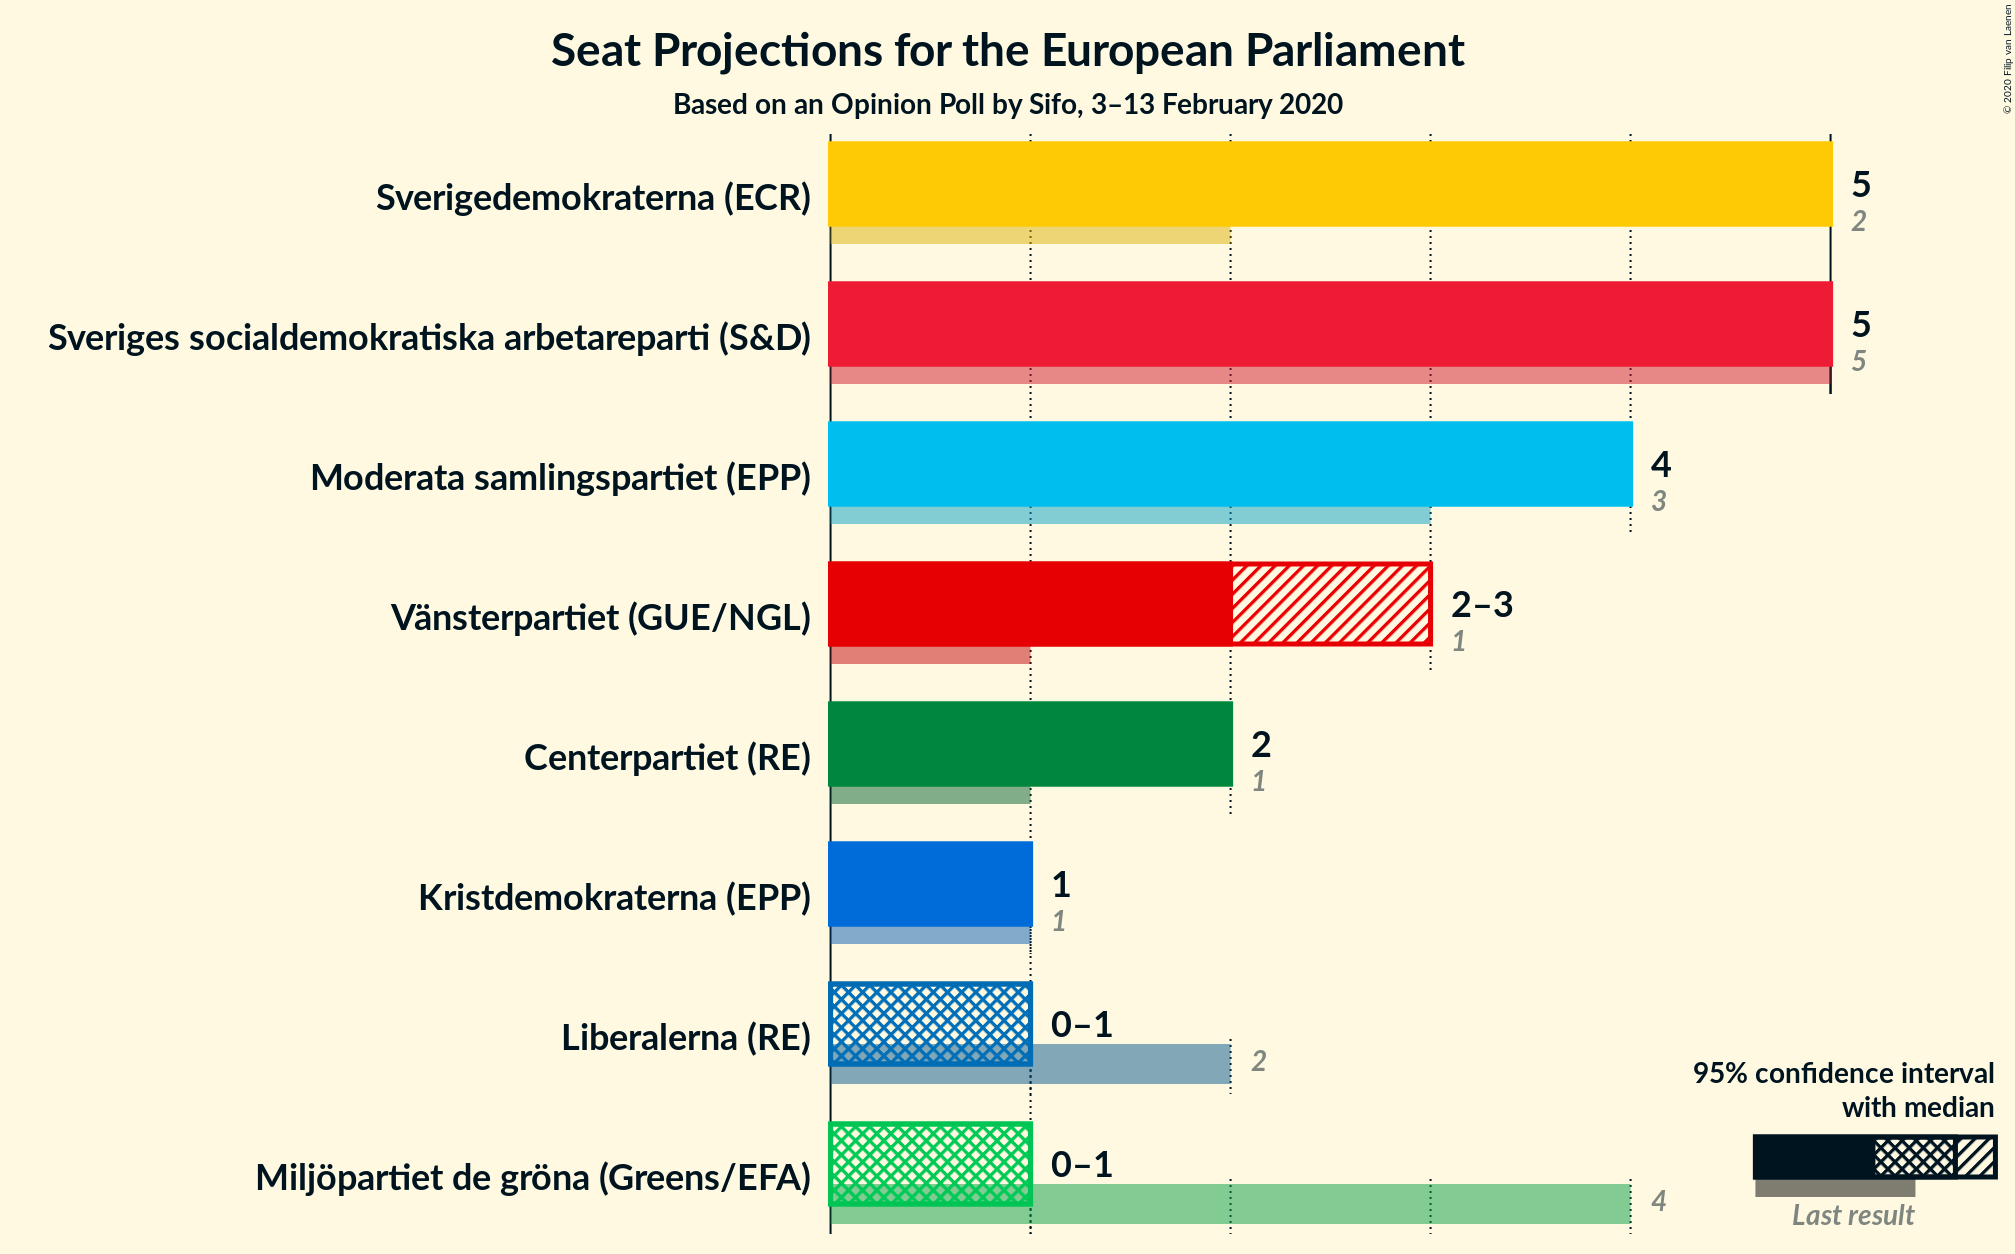 Seat Projections for the European Parliament
Based on an Opinion Poll by Sifo, 3–13 February 2020
© 2020 Filip van Laenen
Sverigedemokraterna (ECR)
5
2
Sveriges socialdemokratiska arbetareparti (S&D)
5
5
Moderata samlingspartiet (EPP)
4
3
Vänsterpartiet (GUE/NGL)
2–3
1
Centerpartiet (RE)
2
1
Kristdemokraterna (EPP)
1
1
Liberalerna (RE)
0–1
2
Miljöpartiet de gröna (Greens/EFA)
0–1
4
95% confidence interval
with median
Last result